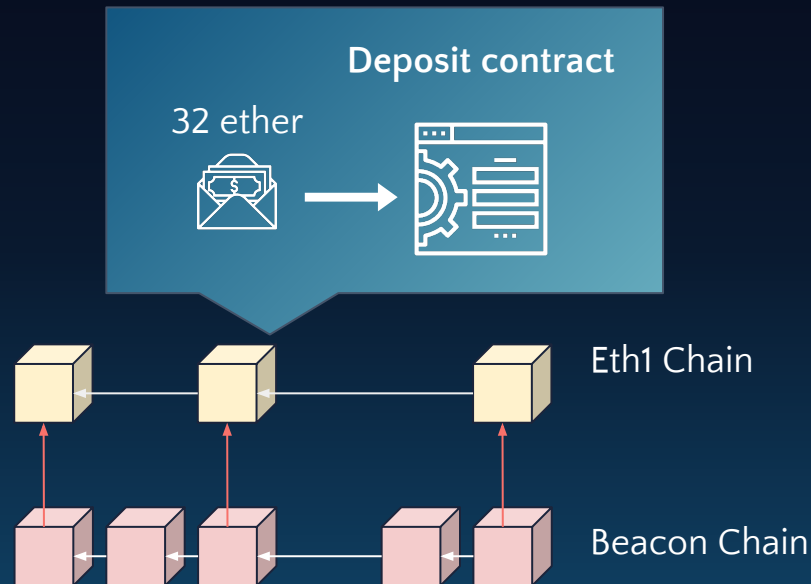 Deposit contract
32 ether
$
Eth1 Chain
Beacon Chain